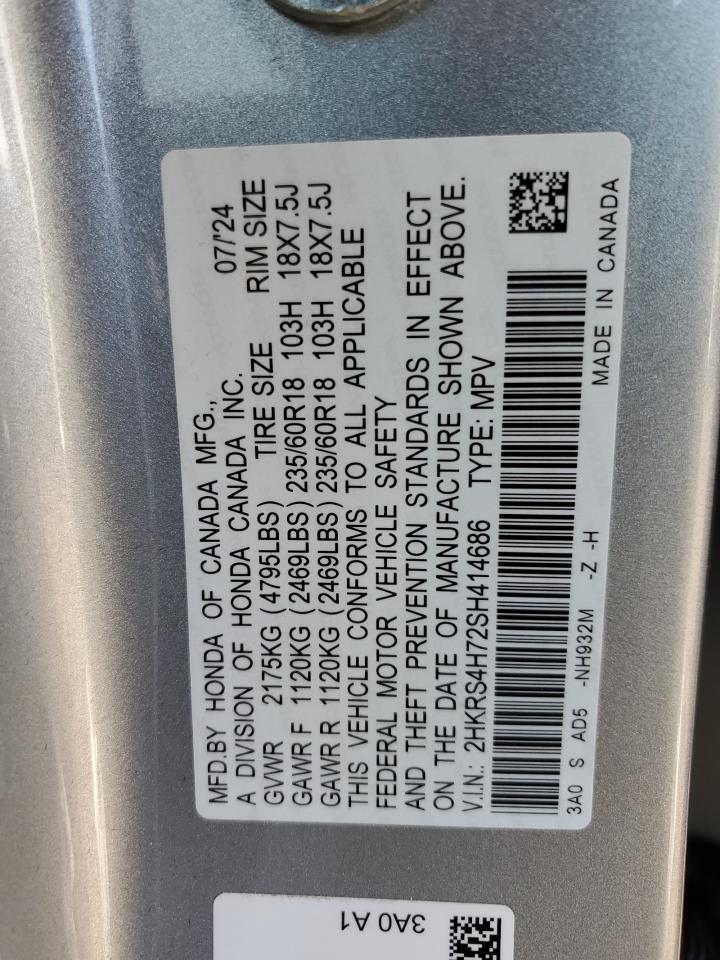 MFD.BY HONDA OF CANADA MFG., 07/'24
A DIVISION OF HONDA CANADA INC.
GVWR 2175KG (4795LBS) TIRE SIZE RIM SIZE
GAWR F 1120KG (2469LBS) 235/60R18 103H 18X7.5J
GAWR R 1120KG (2469LBS) 235/60R18 103H 18X7.5J
THIS VEHICLE CONFORMS TO ALL APPLICABLE
FEDERAL MOTOR VEHICLE SAFETY
AND THEFT PREVENTION STANDARDS IN EFFECT
ON THE DATE OF MANUFACTURE SHOWN ABOVE.
V.I.N.: 2HKRS4H72SH414686 TYPE: MPV
3A0 S AD5 -NH932M -Z -H MADE IN CANADA
3A0 A1